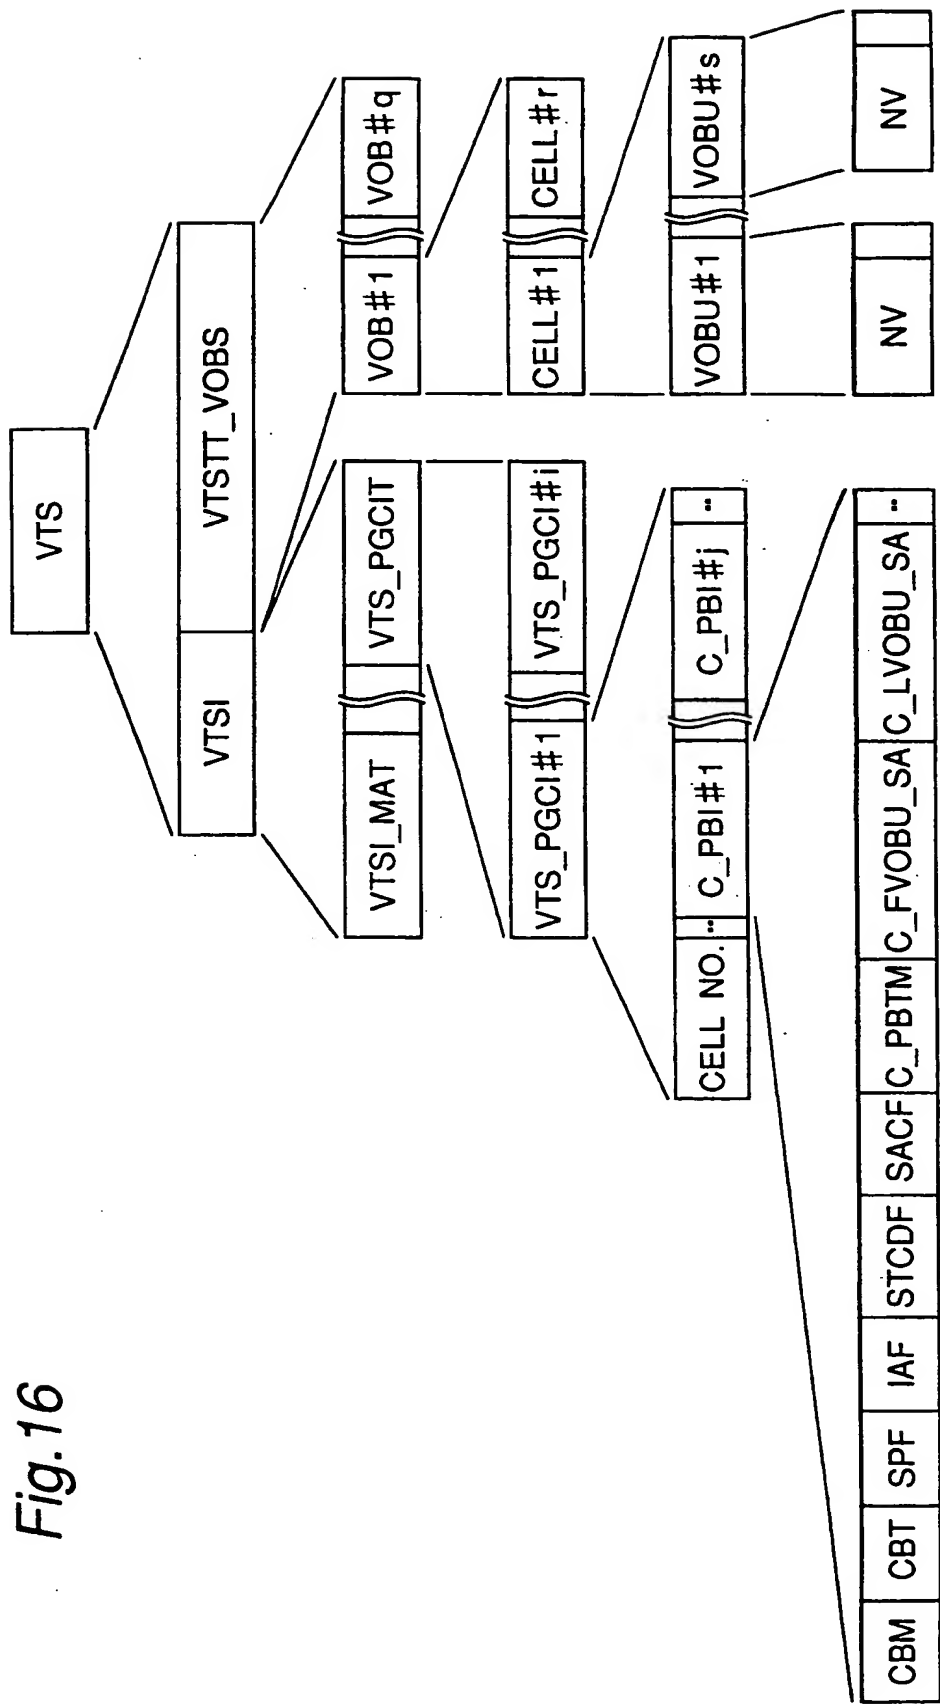 Fig.16
VTS
VTSI VTSTT_VOBS
VTSI_MAT VTS_PGCIT VOB#1 VOB#q
VTS_PGCI#1 VTS_PGCI#i CELL#1 CELL#r
CELL NO. .. C_PBI#1 C_PBI#j .. VOBU#1 VOBU#s
CBM CBT SPF IAF STCDF SACF C_PBTM C_FVOBU_SA C_LVOBU_SA .. NV NV